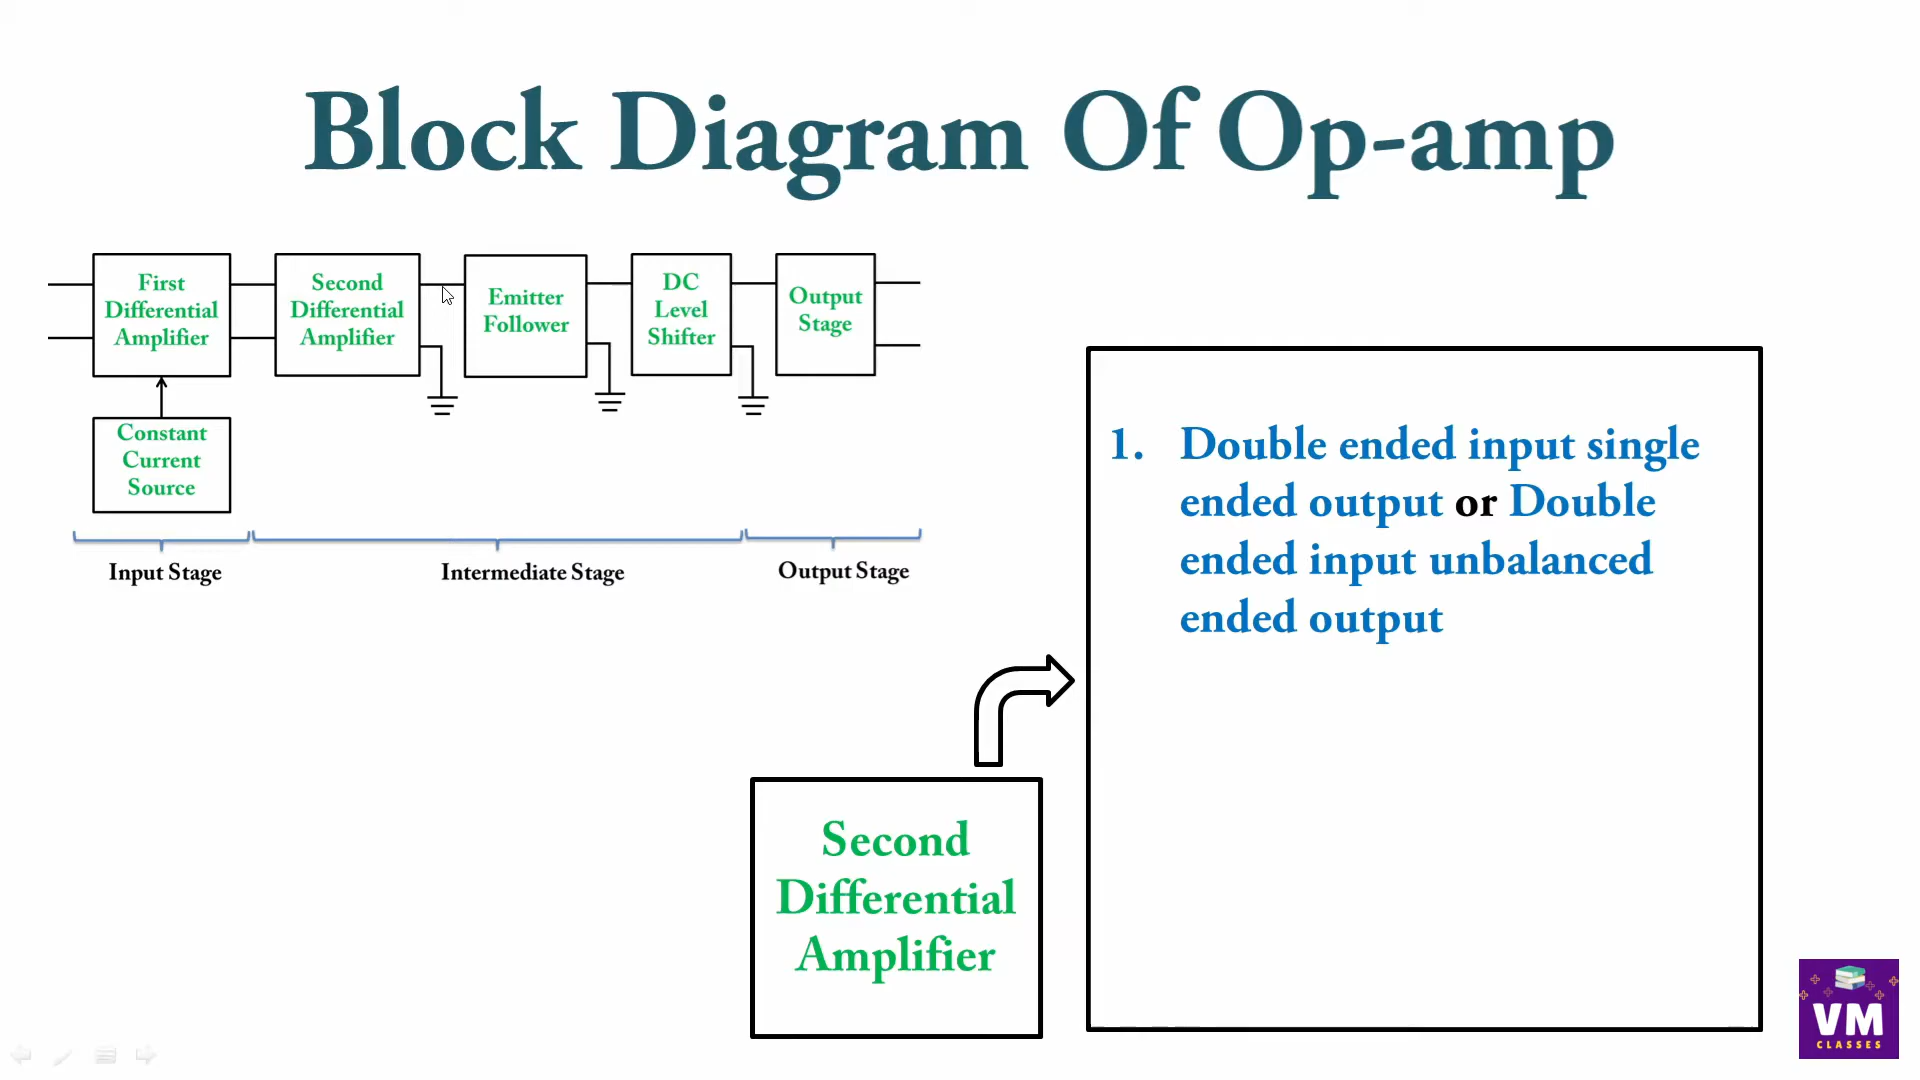 Block Diagram Of Op-amp
First
Differential
Amplifier
Second
Differential
Amplifier
Emitter
Follower
DC
Level
Shifter
Output
Stage
Constant
Current
Source
Input Stage
Intermediate Stage
Output Stage
1. Double ended input single
ended output or Double
ended input unbalanced
ended output
Second
Differential
Amplifier
VM
CLASSES